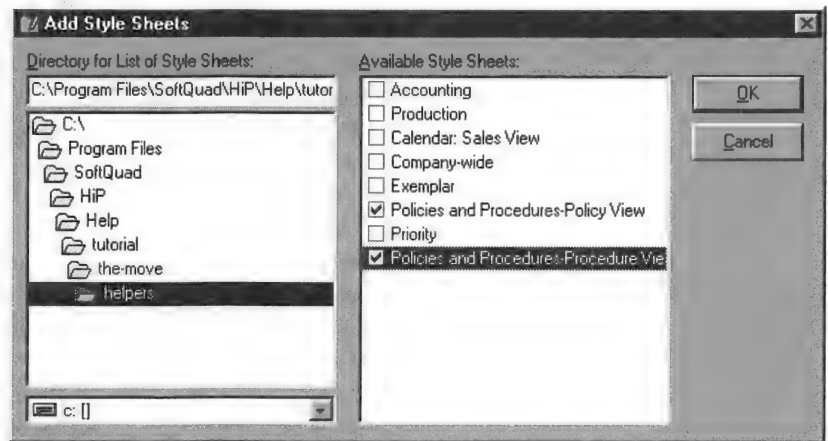 Add Style Sheets
Directory for List of Style Sheets:
C:\Program Files\SoftQuad\HiP\Help\tutor
C:\
Program Files
SoftQuad
HiP
Help
tutorial
the-move
helpers
c: []
Available Style Sheets:
Accounting
Production
Calendar: Sales View
Company-wide
Exemplar
Policies and Procedures-Policy View
Priority
Policies and Procedures-Procedure Vie
OK
Cancel